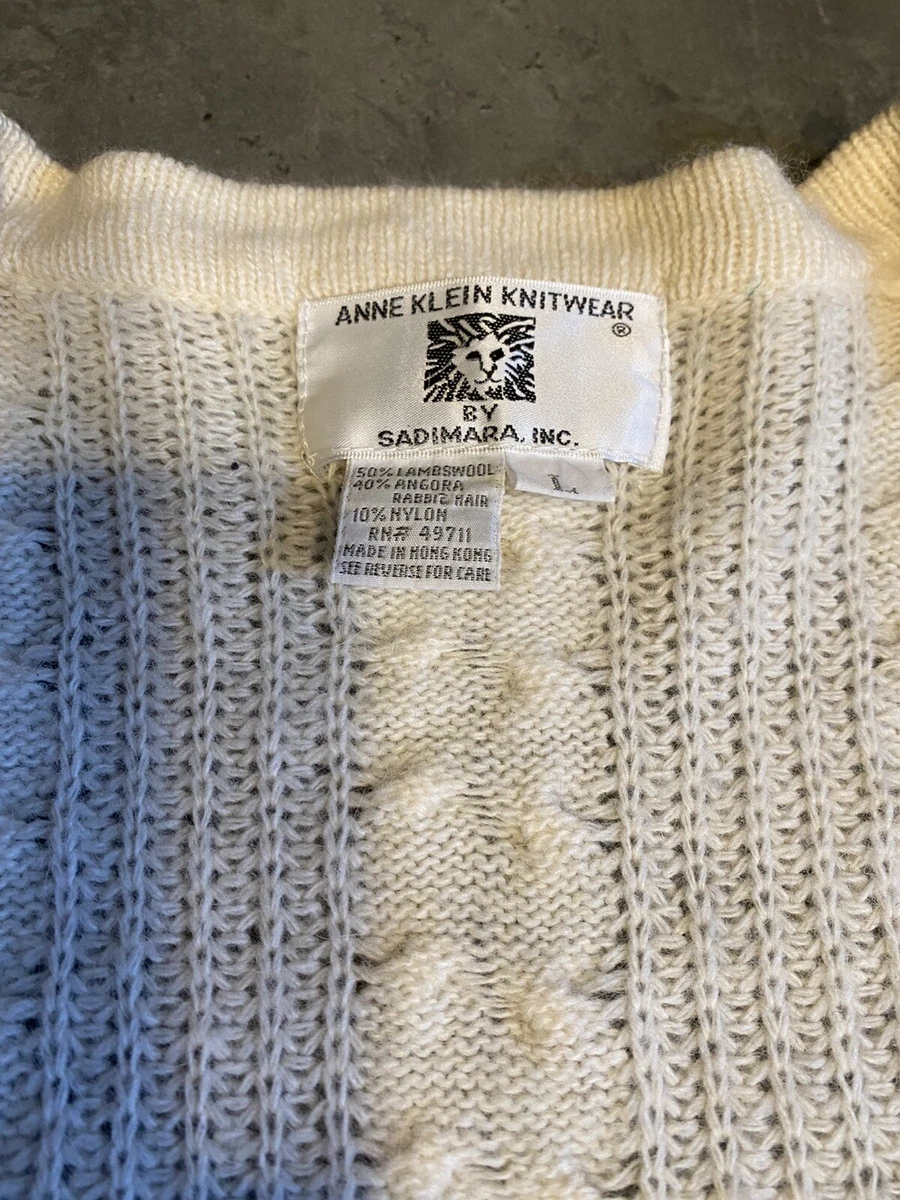 ANNE KLEIN KNITWEAR
®
BY
SADIMARA, INC.
50% LAMBSWOOL
40% ANGORA
RABBIT HAIR
10% NYLON
RN# 49711
MADE IN HONG KONG
SEE REVERSE FOR CARE
L